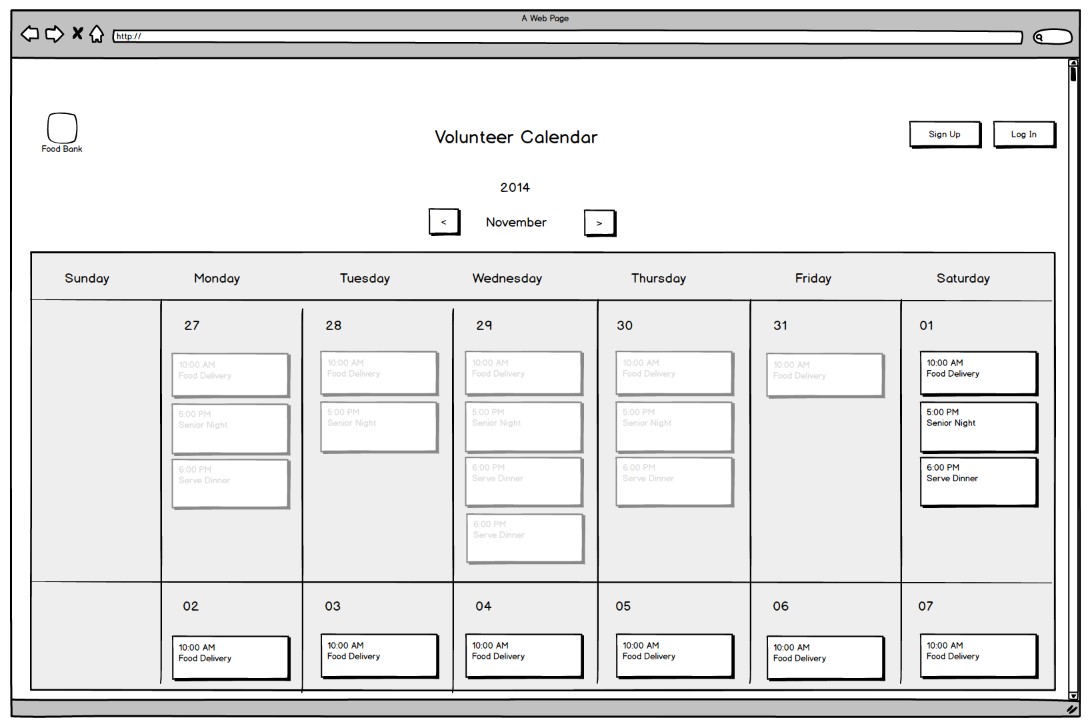 A Web Page
http://
Food Bank
Volunteer Calendar
Sign Up
Log In
2014
<
November
>
Sunday
Monday
Tuesday
Wednesday
Thursday
Friday
Saturday
27
10:00 AM
Food Delivery
5:00 PM
Senior Night
6:00 PM
Serve Dinner
28
10:00 AM
Food Delivery
5:00 PM
Senior Night
29
10:00 AM
Food Delivery
5:00 PM
Senior Night
6:00 PM
Serve Dinner
6:00 PM
Serve Dinner
30
10:00 AM
Food Delivery
5:00 PM
Senior Night
6:00 PM
Serve Dinner
31
10:00 AM
Food Delivery
01
10:00 AM
Food Delivery
5:00 PM
Senior Night
6:00 PM
Serve Dinner
02
10:00 AM
Food Delivery
03
10:00 AM
Food Delivery
04
10:00 AM
Food Delivery
05
10:00 AM
Food Delivery
06
10:00 AM
Food Delivery
07
10:00 AM
Food Delivery